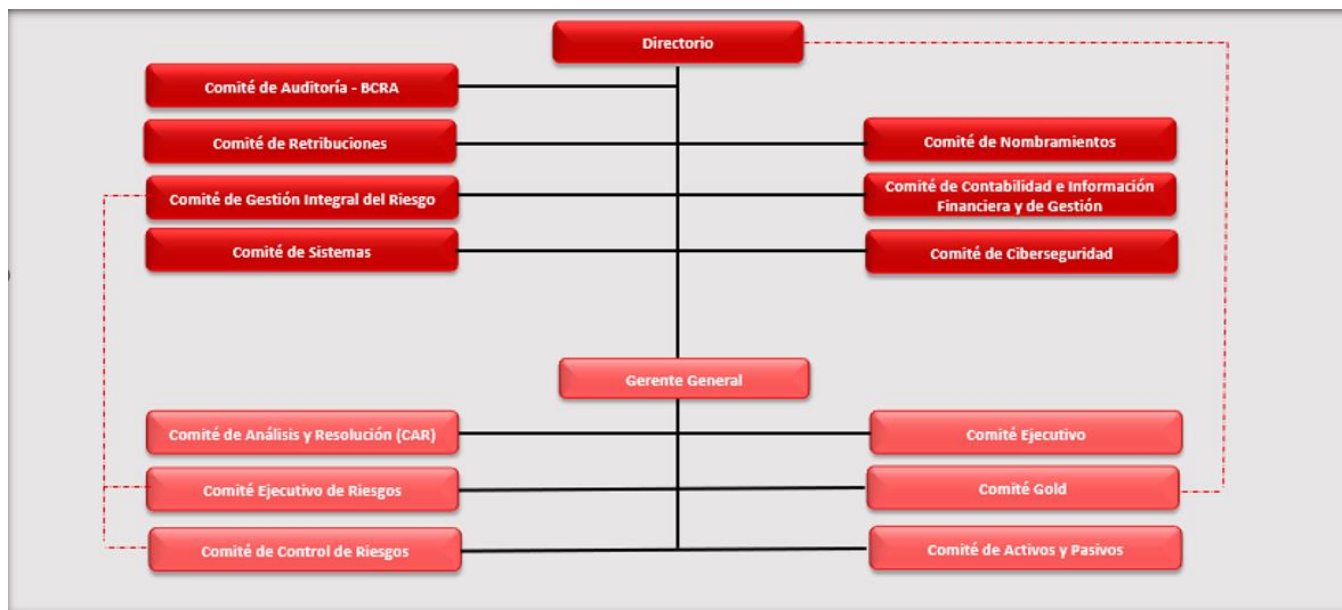 Directorio
Comité de Auditoría - BCRA
Comité de Retribuciones
Comité de Nombramientos
Comité de Gestión Integral del Riesgo
Comité de Contabilidad e Información
Financiera y de Gestión
Comité de Sistemas
Comité de Ciberseguridad
Gerente General
Comité de Análisis y Resolución (CAR)
Comité Ejecutivo
Comité Ejecutivo de Riesgos
Comité Gold
Comité de Control de Riesgos
Comité de Activos y Pasivos